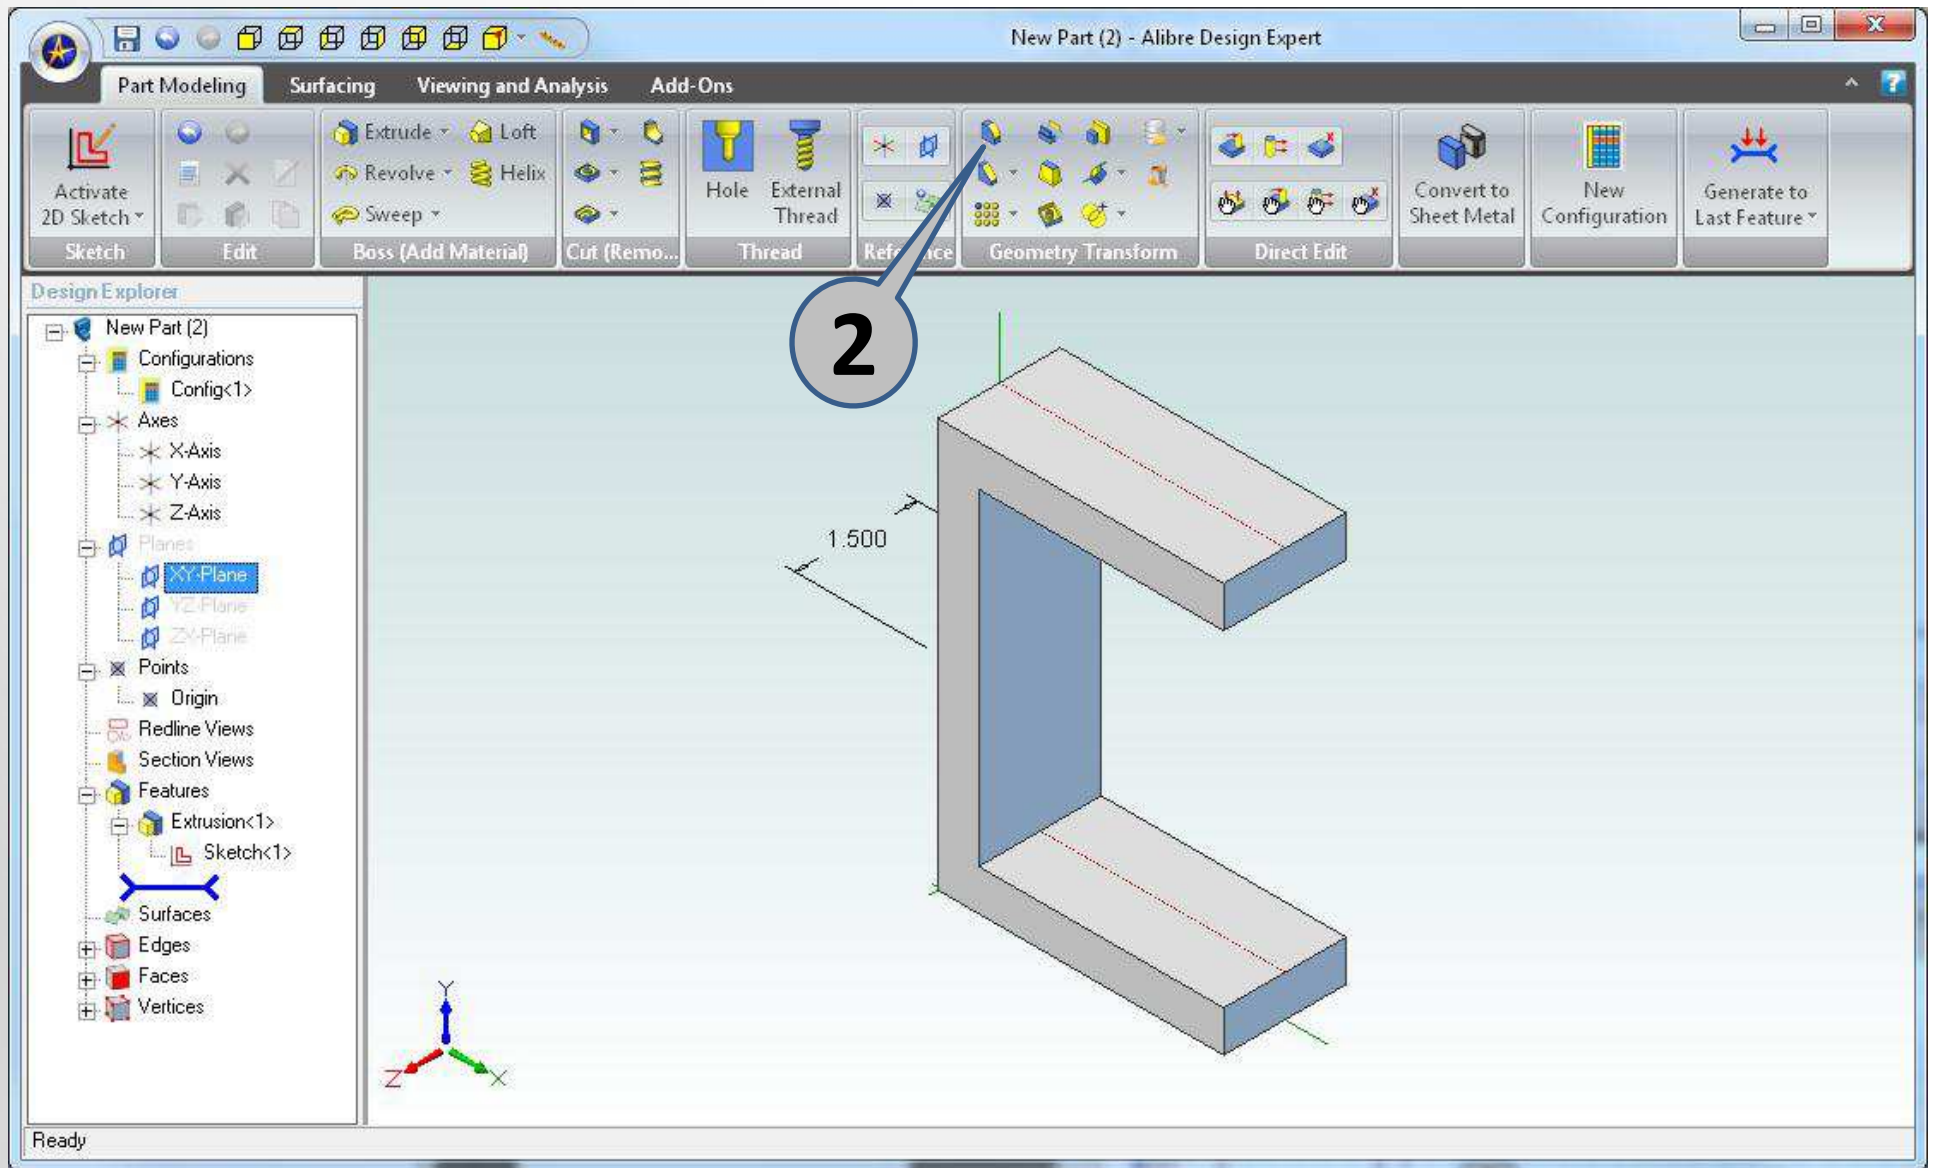 New Part (2) - Alibre Design Expert
Part Modeling Surfacing Viewing and Analysis Add-Ons
Activate
2D Sketch
Sketch
Edit
Extrude Loft
Revolve Helix
Sweep
Boss (Add Material)
Cut (Remo...
Hole
External
Thread
Thread
Geometry Transform
Direct Edit
Convert to
Sheet Metal
New
Configuration
Generate to
Last Feature
2
Design Explorer
New Part (2)
Configurations
Config<1>
Axes
X-Axis
Y-Axis
Z-Axis
Planes
XY-Plane
YZ-Plane
ZX-Plane
Points
Origin
Redline Views
Section Views
Features
Extrusion<1>
Sketch<1>
Surfaces
Edges
Faces
Vertices
1.500
Y
Z
X
Ready